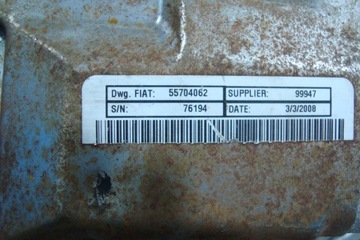 Dwg. FIAT: 55704062 SUPPLIER: 99947
S/N: 76194 DATE: 3/3/2008